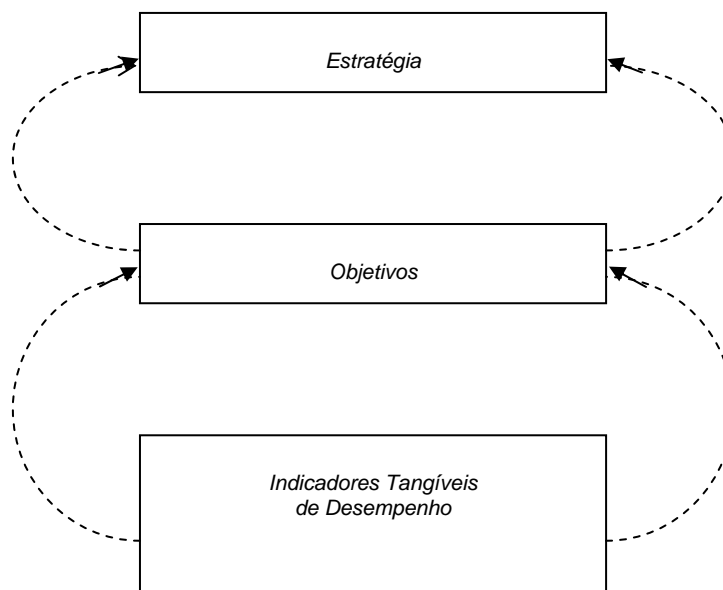 Estratégia
Objetivos
Indicadores Tangíveis
de Desempenho